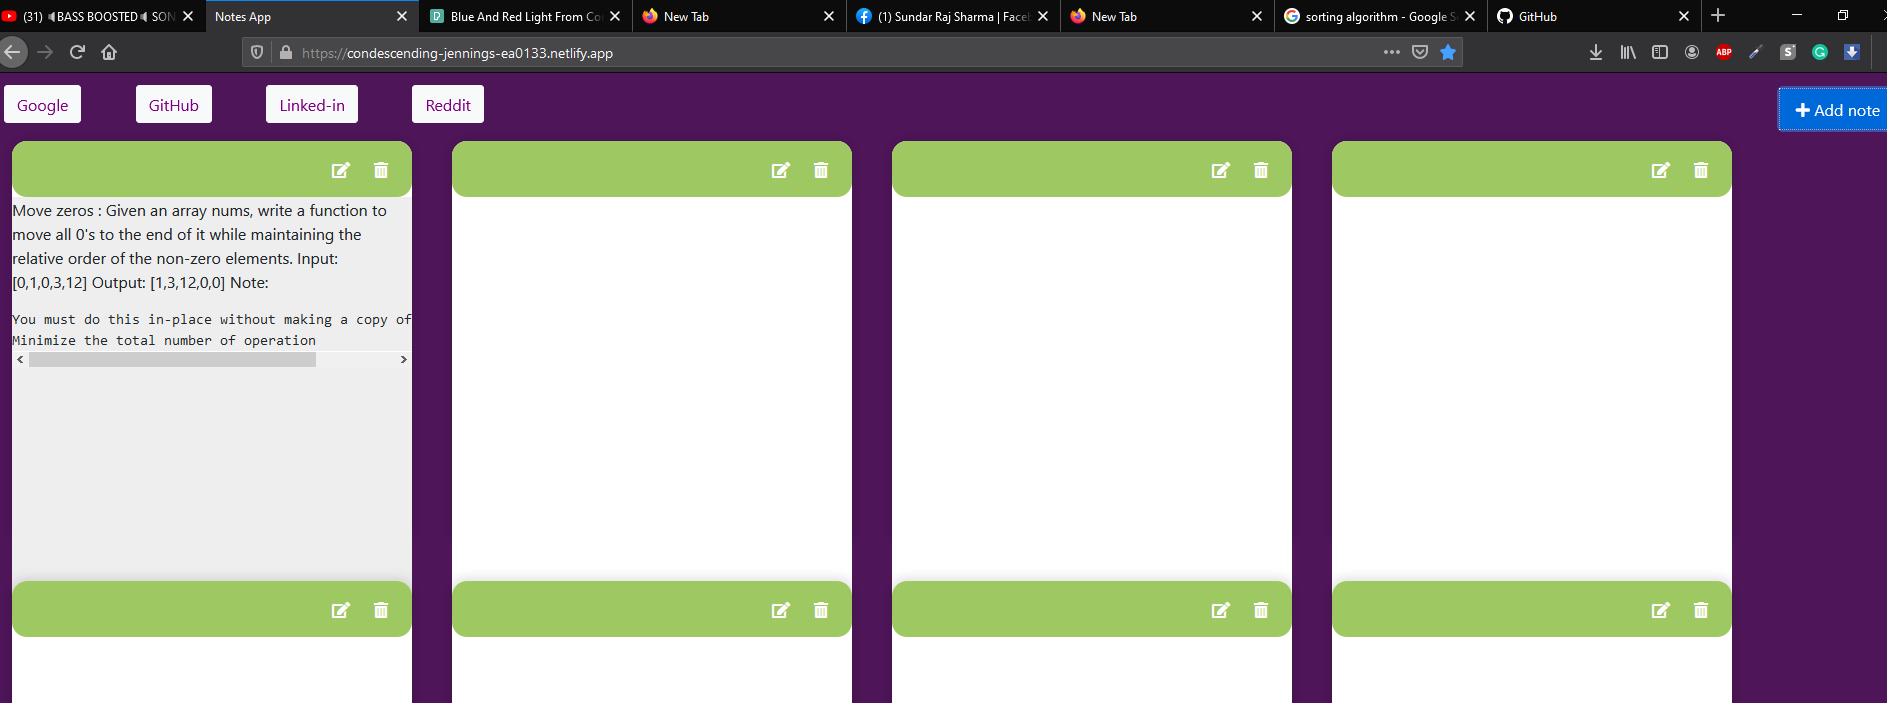 (31) 🔈BASS BOOSTED🔈 SON
Notes App
Blue And Red Light From Co
New Tab
(1) Sundar Raj Sharma | Face
New Tab
sorting algorithm - Google S
GitHub
https://condescending-jennings-ea0133.netlify.app
ABP
S
G
Google
GitHub
Linked-in
Reddit
Add note
Move zeros : Given an array nums, write a function to
move all 0's to the end of it while maintaining the
relative order of the non-zero elements. Input:
[0,1,0,3,12] Output: [1,3,12,0,0] Note:
You must do this in-place without making a copy of
Minimize the total number of operation